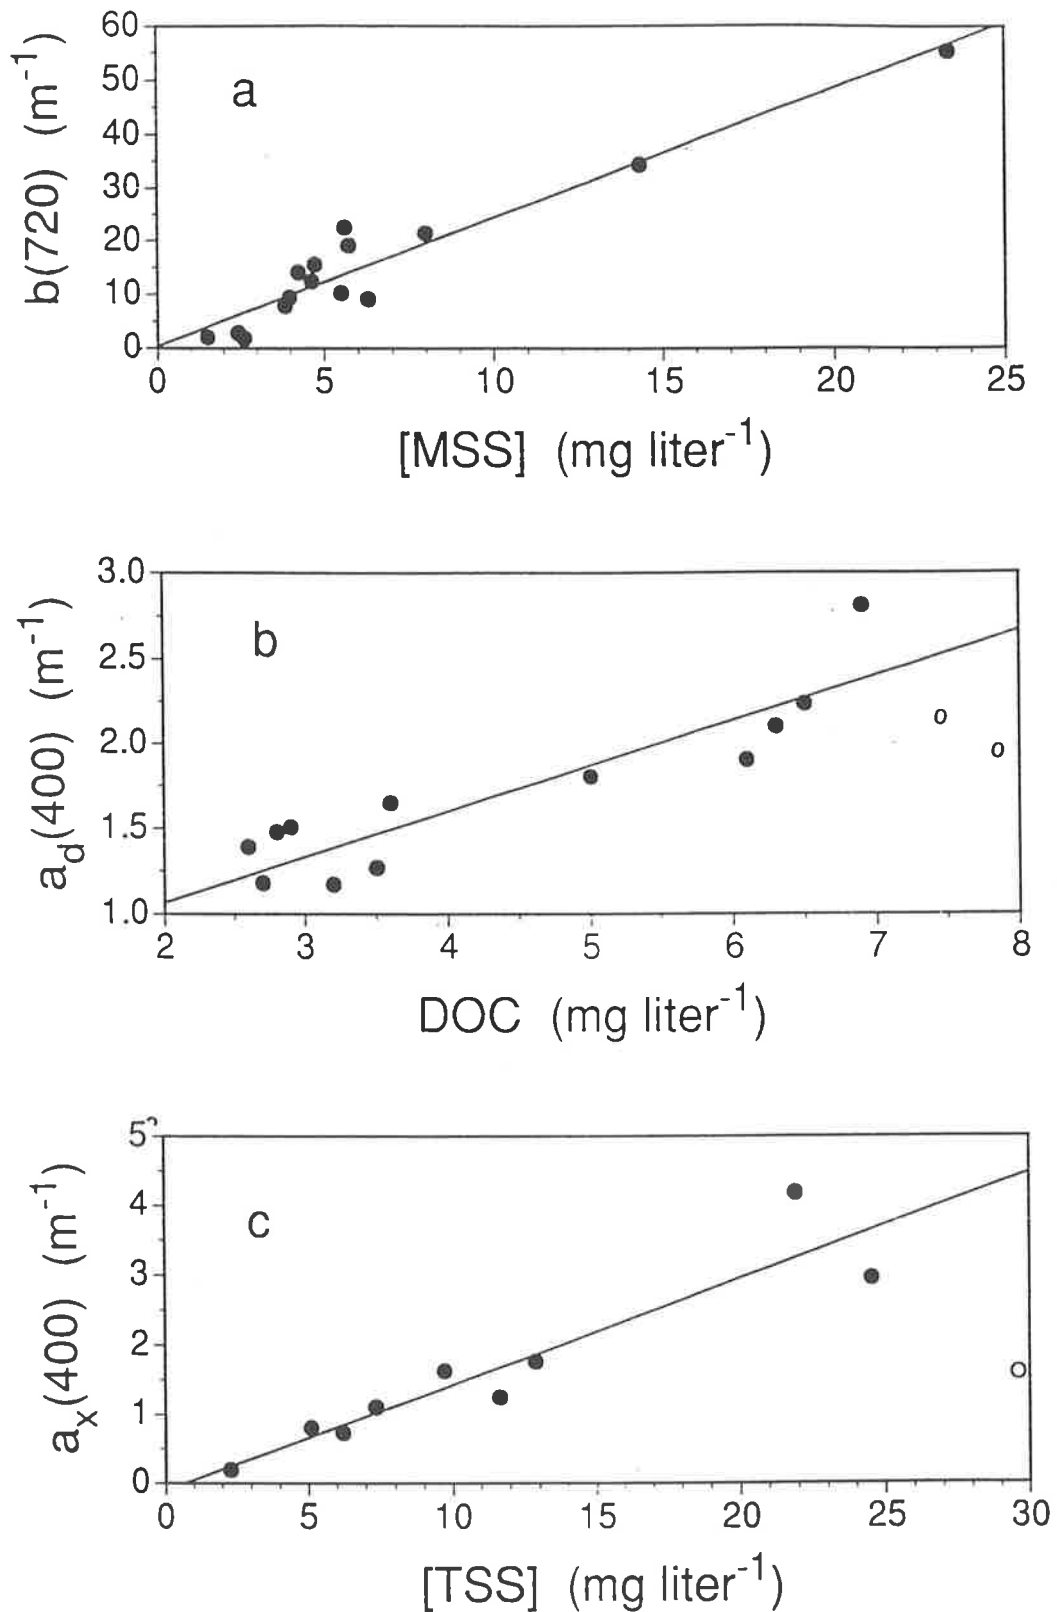 a
b(720) (m-1)
60
50
40
30
20
10
0
0 5 10 15 20 25
[MSS] (mg liter-1)
b
ad(400) (m-1)
3.0
2.5
2.0
1.5
1.0
2 3 4 5 6 7 8
DOC (mg liter-1)
c
ax(400) (m-1)
5
4
3
2
1
0
0 5 10 15 20 25 30
[TSS] (mg liter-1)